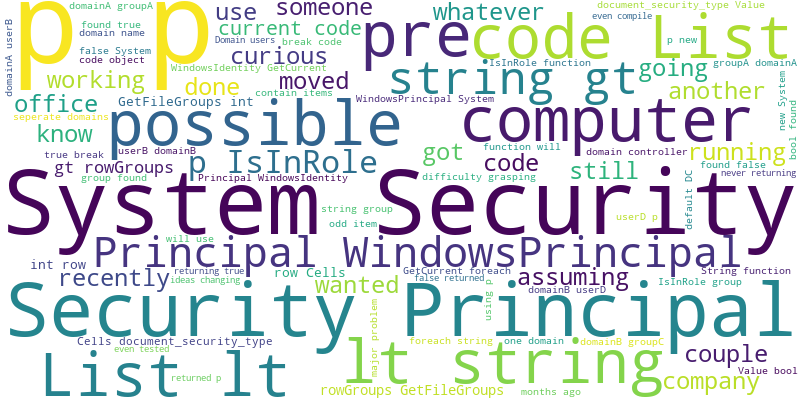 p p
domainA groupA
found true
domain name
false System
code object
domainA userB
use
someone
current code
Domain users
break code
curious
WindowsIdentity GetCurrent
whatever
pre
document_security_type Value
even compile
code List
p new
IsInRole function
groupA domainA
working
done
moved
string gt
going
another
contain items
office
GetFileGroups int
WindowsPrincipal System
new System
seperate domains
know
possible
computer
bool found
userB domainB
function will
true break
p IsInRole
got
code
domain controller
running
gt rowGroups
still
found false
group found
Principal WindowsIdentity
difficulty grasping
never returning
System Security
default DC
string group
odd item
userD p
will use
Principal WindowsPrincipal
int row
recently
returning true
ideas changing
row Cells
wanted
GetCurrent foreach
false returned
using p
assuming
domainB userD
String function
IsInRole group
Security Principal
major problem
Cells document_security_type
even tested
foreach string
one domain
domainB groupC
couple
List lt
lt string
Value bool
returned p
rowGroups GetFileGroups
months ago
company